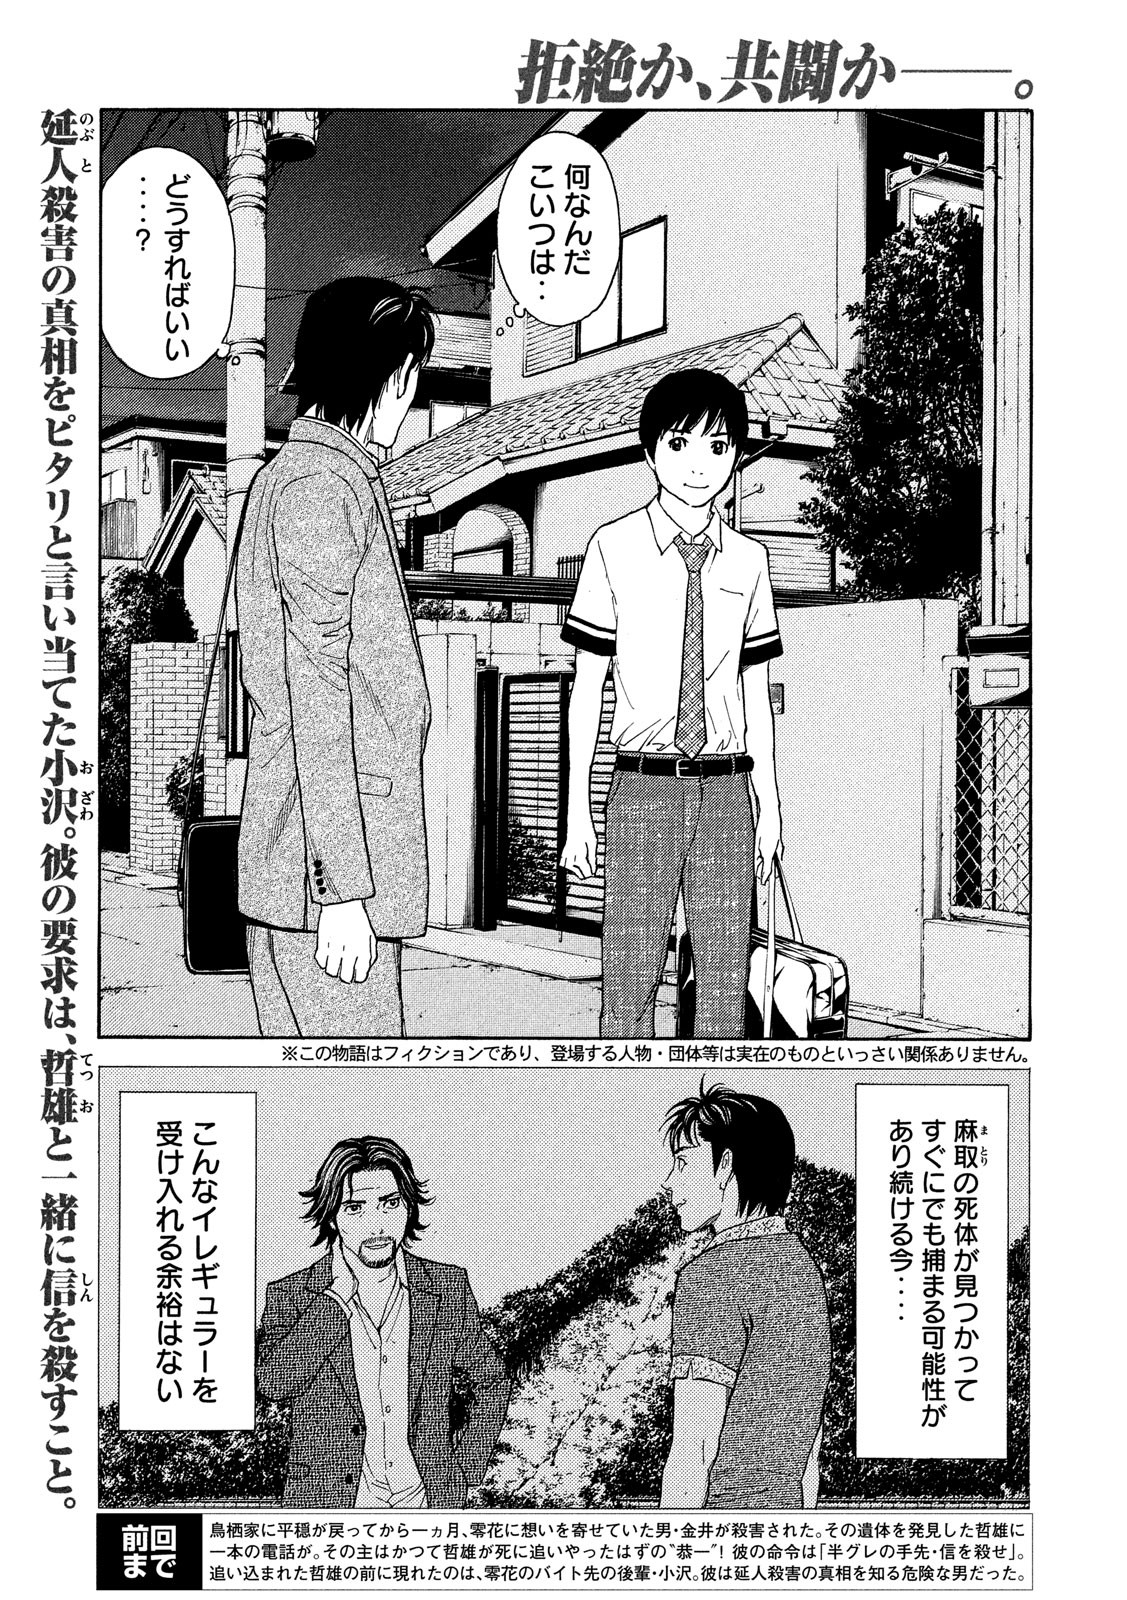 拒絶か、共闘か――。
延人殺害の真相をピタリと言い当てた小沢。彼の要求は、哲雄と一緒に信を殺すこと。
のぶと
おざわ
てつお
しん
何なんだ
こいつは‥
どうすればいい
‥‥?
※この物語はフィクションであり、登場する人物・団体等は実在のものといっさい関係ありません。
麻取の死体が見つかって
まとり
すぐにでも捕まる可能性が
あり続ける今‥‥
こんなイレギュラーを
受け入れる余裕はない
前回
まで
鳥栖家に平穏が戻ってから一ヵ月、零花に想いを寄せていた男・金井が殺害された。その遺体を発見した哲雄に
一本の電話が。その主はかつて哲雄が死に追いやったはずの〝恭一〟! 彼の命令は「半グレの手先・信を殺せ」。
追い込まれた哲雄の前に現れたのは、零花のバイト先の後輩・小沢。彼は延人殺害の真相を知る危険な男だった。